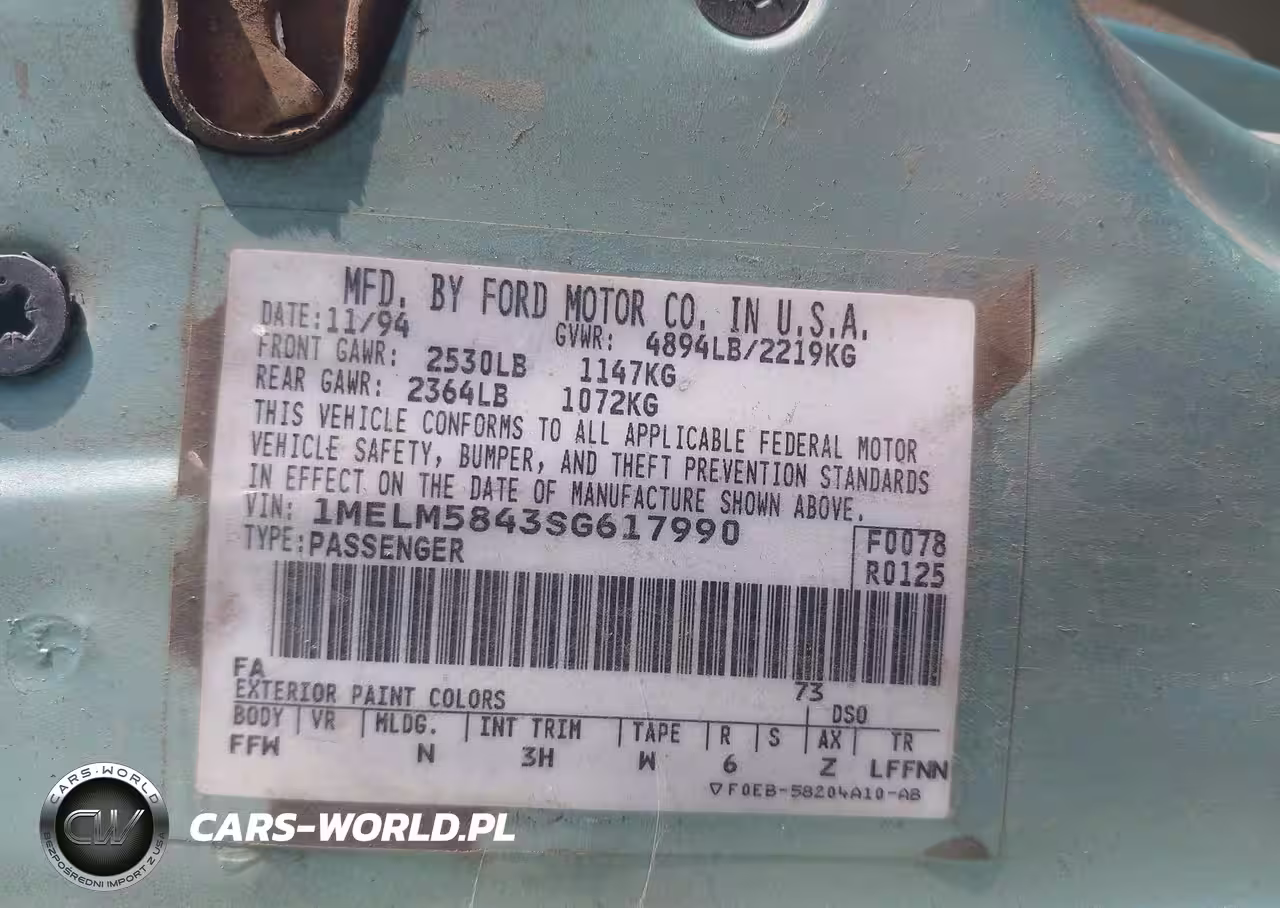 MFD. BY FORD MOTOR CO. IN U.S.A.
DATE:11/94 GVWR: 4894LB/2219KG
FRONT GAWR: 2530LB 1147KG
REAR GAWR: 2364LB 1072KG
THIS VEHICLE CONFORMS TO ALL APPLICABLE FEDERAL MOTOR
VEHICLE SAFETY, BUMPER, AND THEFT PREVENTION STANDARDS
IN EFFECT ON THE DATE OF MANUFACTURE SHOWN ABOVE.
VIN: 1MELM5843SG617990
TYPE:PASSENGER
F0078
R0125
FA
EXTERIOR PAINT COLORS 73 DSO
BODY VR MLDG. INT TRIM TAPE R S AX TR
FFW N 3H W 6 Z LFFNN
▽F0EB-58204A10-AB
CARS-WORLD
CW
BEZPOŚREDNI IMPORT Z USA
CARS-WORLD.PL